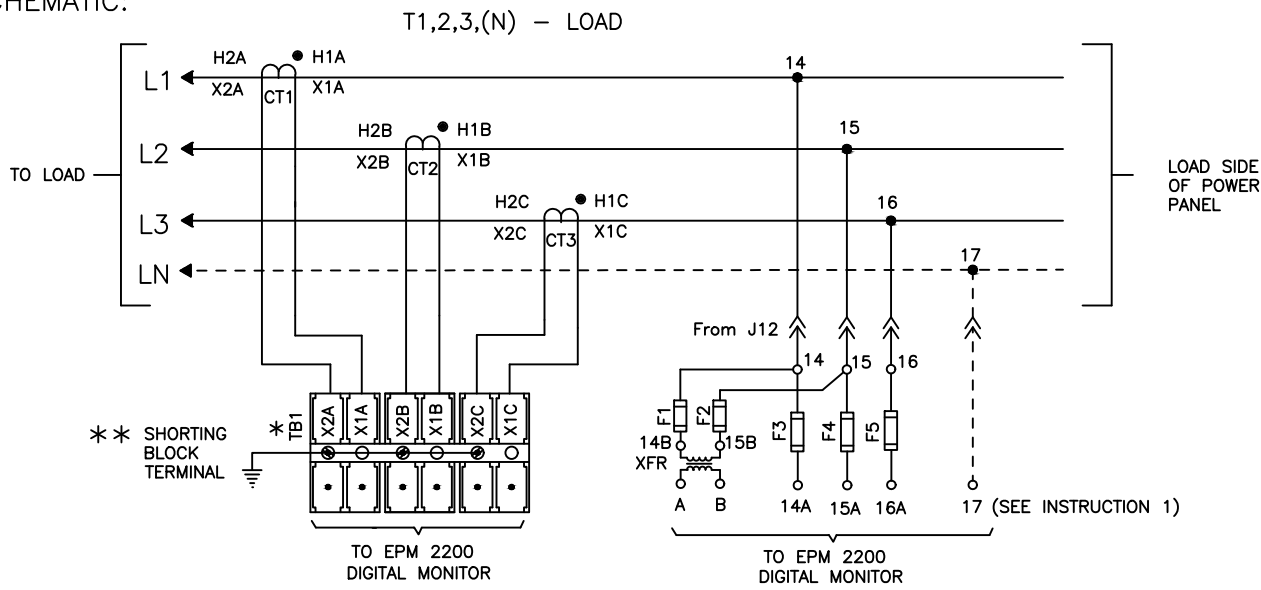 CHEMATIC:
T1,2,3,(N) – LOAD
H2A H1A
L1
X2A X1A
CT1
14
H2B H1B
15
L2
X2B X1B
CT2
TO LOAD
LOAD SIDE
OF POWER
PANEL
H2C H1C
16
L3
X2C X1C
CT3
LN
17
From J12
14 15 16
TB1
*
X2A X1A X2B X1B X2C X1C
** SHORTING
BLOCK
TERMINAL
F1 F2 F3 F4 F5
14B 15B
XFR
A B 14A 15A 16A 17 (SEE INSTRUCTION 1)
TO EPM 2200
DIGITAL MONITOR
TO EPM 2200
DIGITAL MONITOR